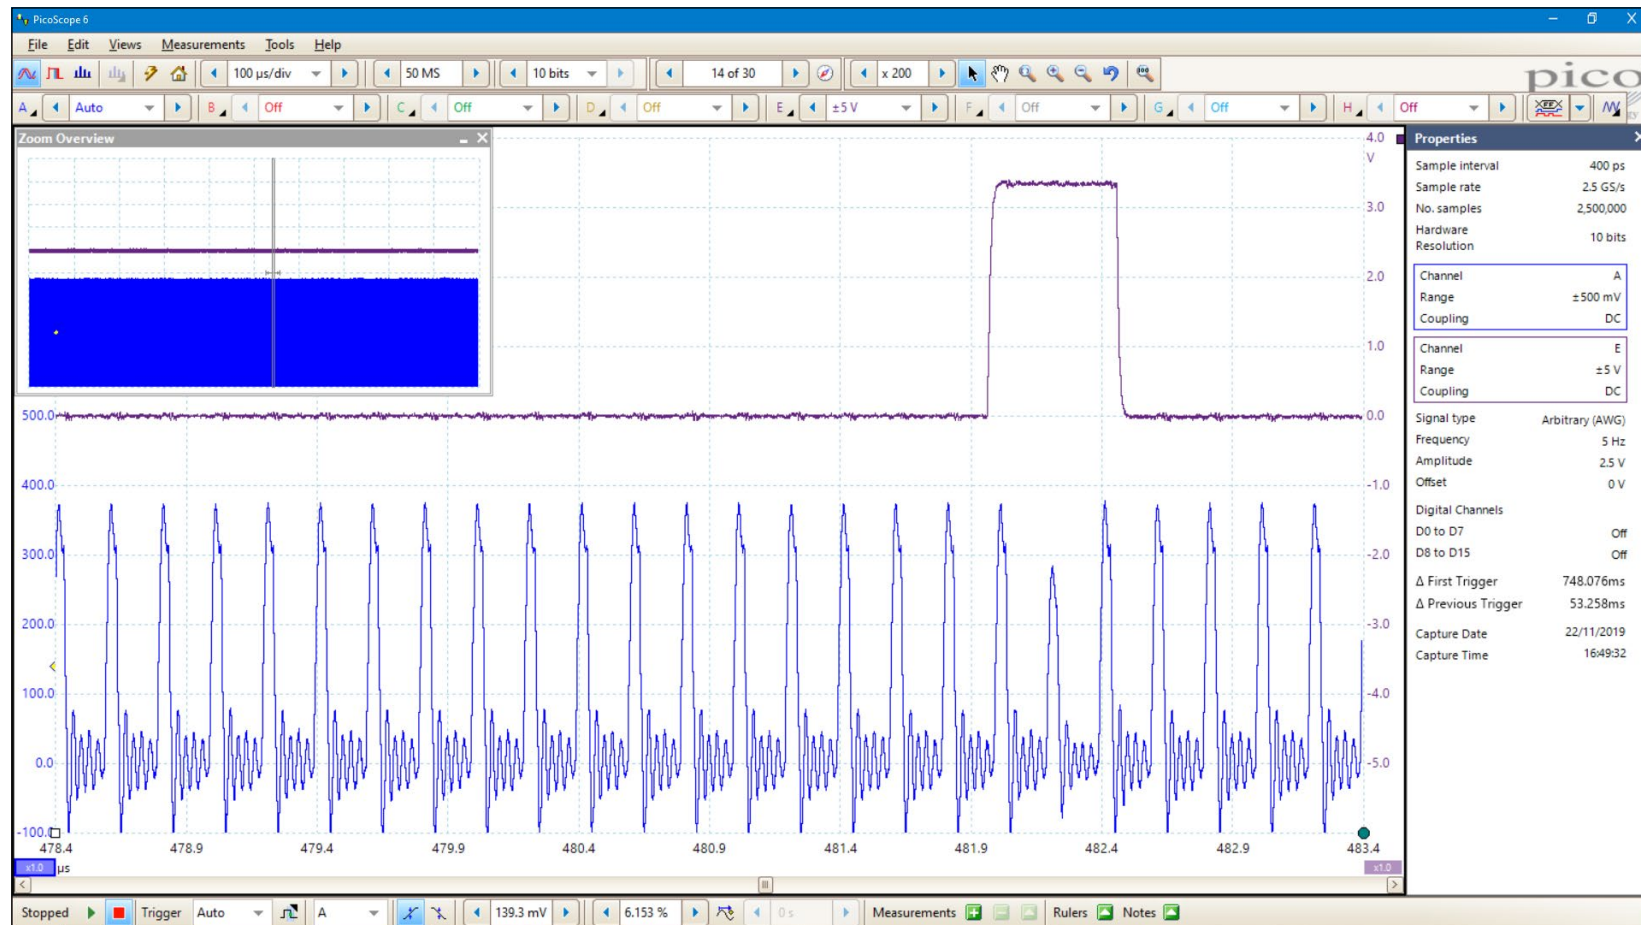 PicoScope 6
File Edit Views Measurements Tools Help
100 µs/div 50 MS 10 bits 14 of 30 x 200
pico
A Auto B Off C Off D Off E ±5 V F Off G Off H Off
Zoom Overview
4.0
V
3.0
2.0
1.0
500.0 0.0
400.0 -1.0
300.0 -2.0
200.0 -3.0
100.0 -4.0
0.0 -5.0
-100.0
478.4 478.9 479.4 479.9 480.4 480.9 481.4 481.9 482.4 482.9 483.4
x1.0 µs x1.0
Properties
Sample interval 400 ps
Sample rate 2.5 GS/s
No. samples 2,500,000
Hardware
Resolution 10 bits
Channel A
Range ±500 mV
Coupling DC
Channel E
Range ±5 V
Coupling DC
Signal type Arbitrary (AWG)
Frequency 5 Hz
Amplitude 2.5 V
Offset 0 V
Digital Channels
D0 to D7 Off
D8 to D15 Off
Δ First Trigger 748.076ms
Δ Previous Trigger 53.258ms
Capture Date 22/11/2019
Capture Time 16:49:32
Stopped Trigger Auto A 139.3 mV 6.153 % 0 s Measurements Rulers Notes